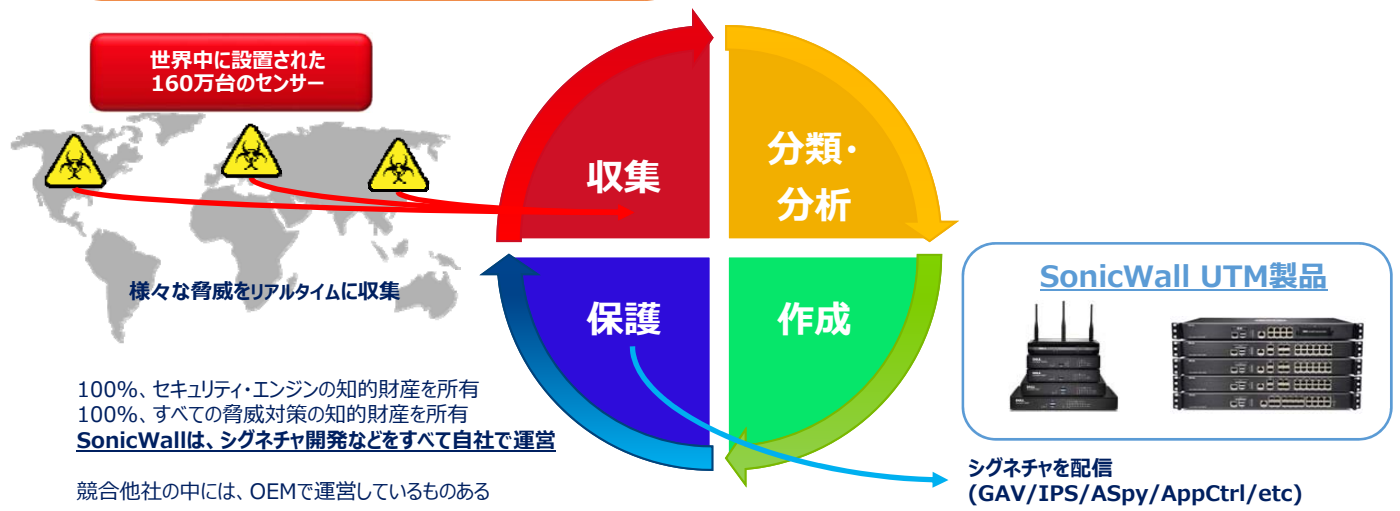 世界中に設置された
160万台のセンサー
収集
分類・
分析
保護
作成
様々な脅威をリアルタイムに収集
100%、セキュリティ・エンジンの知的財産を所有
100%、すべての脅威対策の知的財産を所有
SonicWallは、シグネチャ開発などをすべて自社で運営
競合他社の中には、OEMで運営しているものある
SonicWall UTM製品
シグネチャを配信
(GAV/IPS/ASpy/AppCtrl/etc)